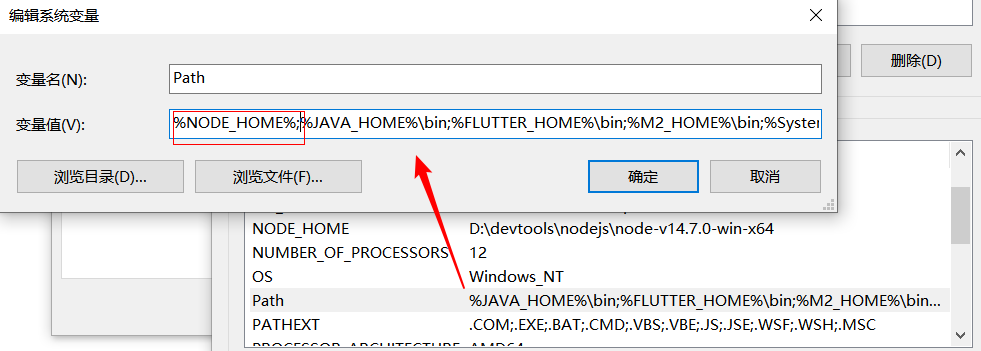 编辑系统变量
变量名(N):
Path
变量值(V):
%NODE_HOME%;%JAVA_HOME%\bin;%FLUTTER_HOME%\bin;%M2_HOME%\bin;%System
浏览目录(D)...
浏览文件(F)...
确定
取消
删除(D)
NODE_HOME D:\devtools\nodejs\node-v14.7.0-win-x64
NUMBER_OF_PROCESSORS 12
OS Windows_NT
Path %JAVA_HOME%\bin;%FLUTTER_HOME%\bin;%M2_HOME%\bin...
PATHEXT .COM;.EXE;.BAT;.CMD;.VBS;.VBE;.JS;.JSE;.WSF;.WSH;.MSC
PROCESSOR_ARCHITECTURE AMD64